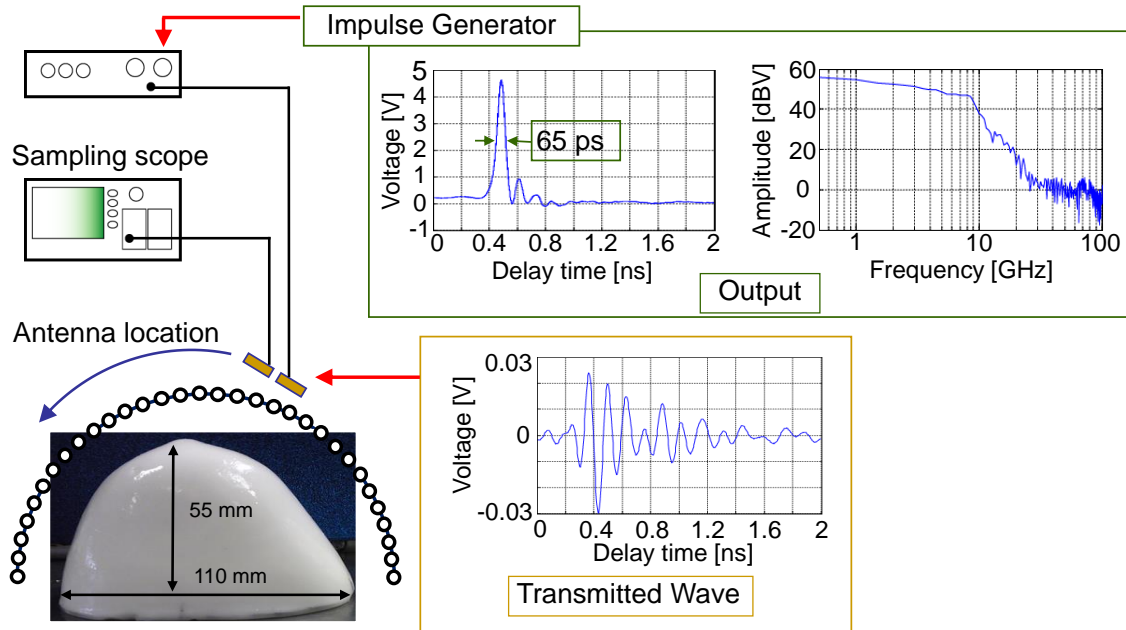 Impulse Generator
5
4
3
2
1
0
-1
Voltage [V]
65 ps
0 0.4 0.8 1.2 1.6 2
Delay time [ns]
60
40
20
0
-20
Amplitude [dBV]
1 10 100
Frequency [GHz]
Output
Sampling scope
Antenna location
55 mm
110 mm
0.03
0
-0.03
Voltage [V]
0 0.4 0.8 1.2 1.6 2
Delay time [ns]
Transmitted Wave